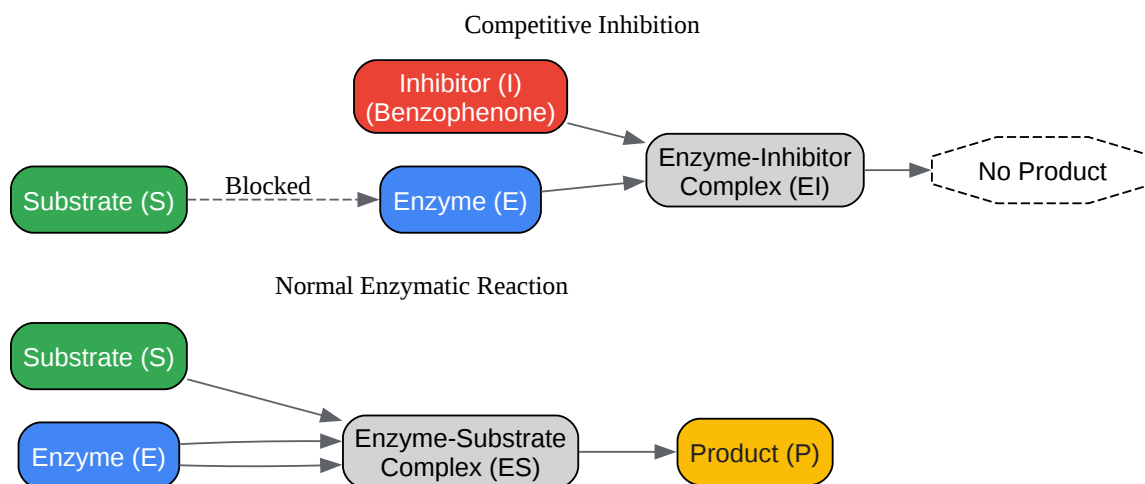 Competitive Inhibition
Inhibitor (I)
(Benzophenone)
Substrate (S)
Blocked
Enzyme (E)
Enzyme-Inhibitor
Complex (EI)
No Product
Normal Enzymatic Reaction
Substrate (S)
Enzyme (E)
Enzyme-Substrate
Complex (ES)
Product (P)